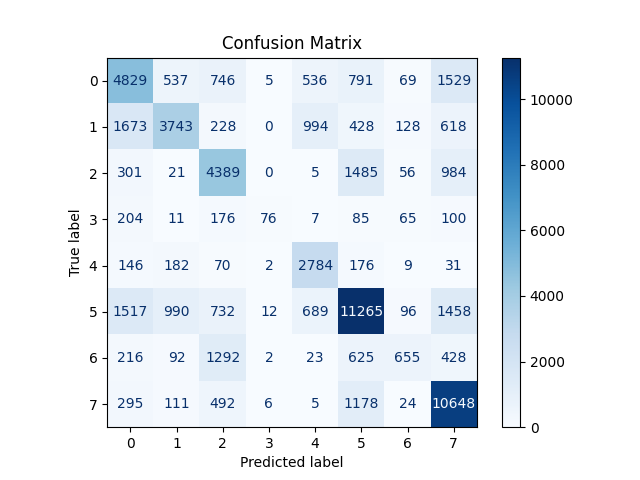 Confusion Matrix
0 4829 537 746 5 536 791 69 1529
1 1673 3743 228 0 994 428 128 618
2 301 21 4389 0 5 1485 56 984
3 204 11 176 76 7 85 65 100
4 146 182 70 2 2784 176 9 31
5 1517 990 732 12 689 11265 96 1458
6 216 92 1292 2 23 625 655 428
7 295 111 492 6 5 1178 24 10648
0 1 2 3 4 5 6 7
True label
Predicted label
10000
8000
6000
4000
2000
0